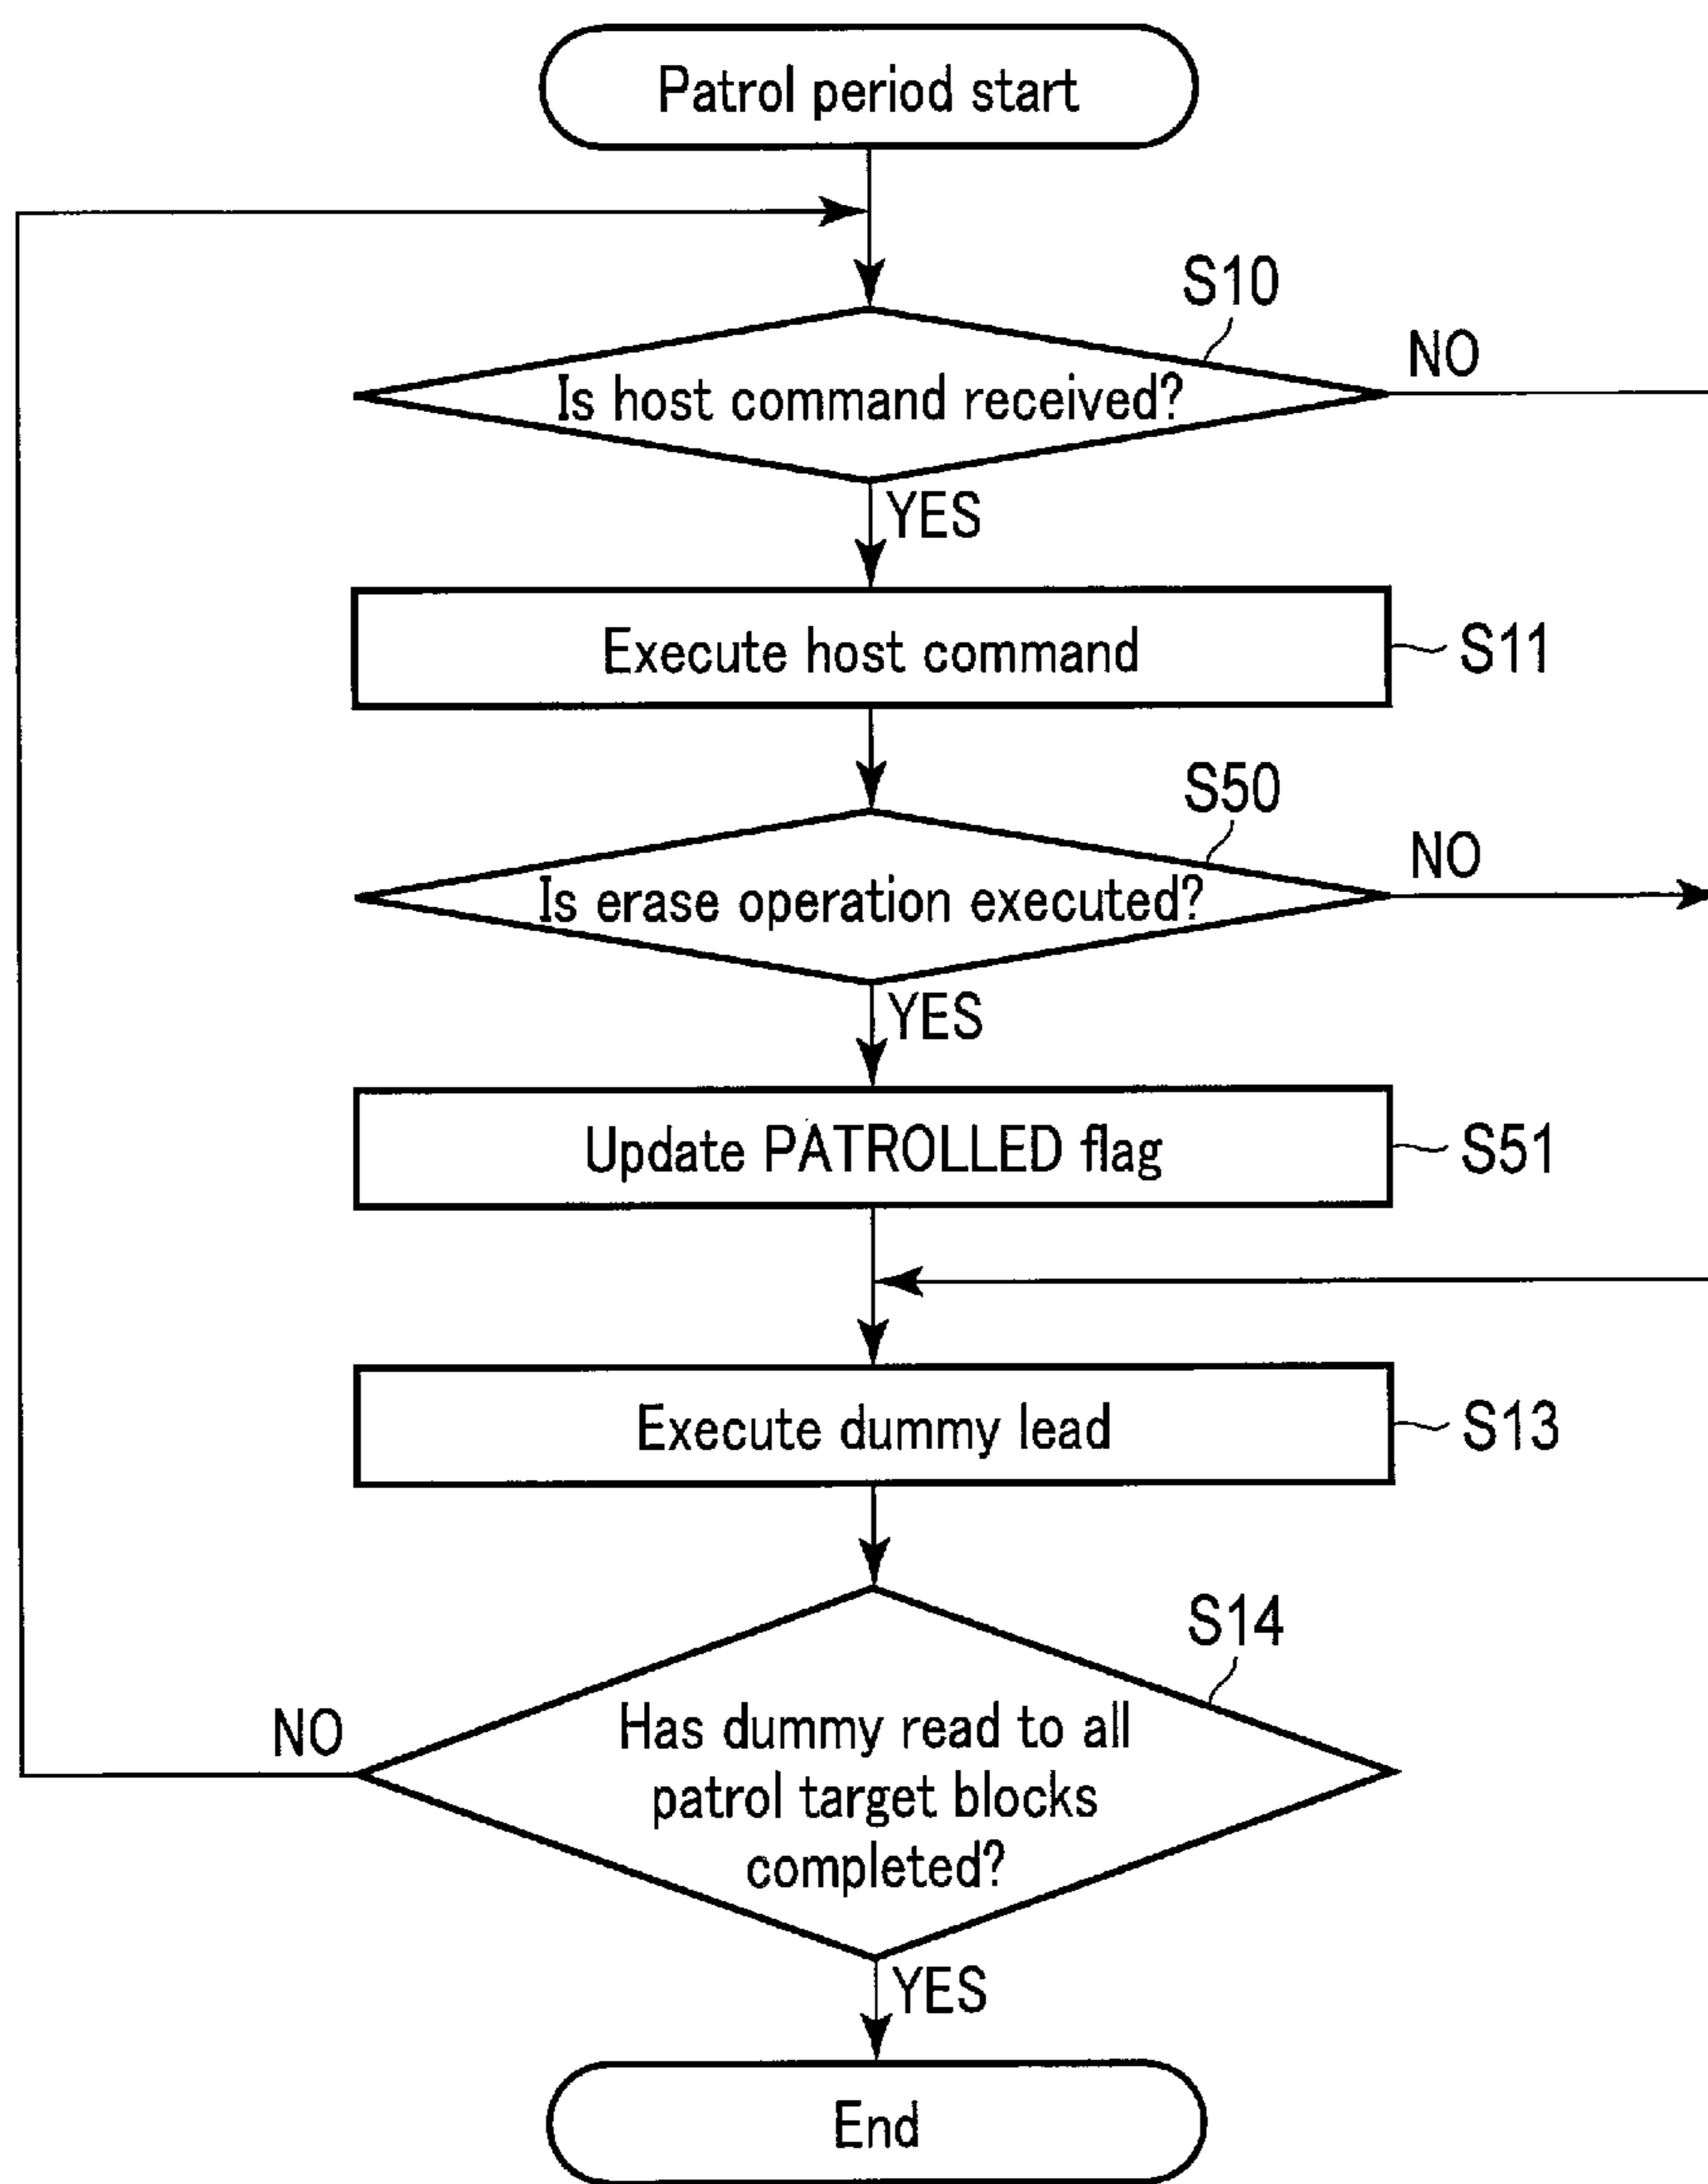 Patrol period start
S10
Is host command received?
NO
YES
Execute host command
S11
S50
Is erase operation executed?
NO
YES
Update PATROLLED flag
S51
Execute dummy lead
S13
S14
Has dummy read to all
patrol target blocks
completed?
NO
YES
End